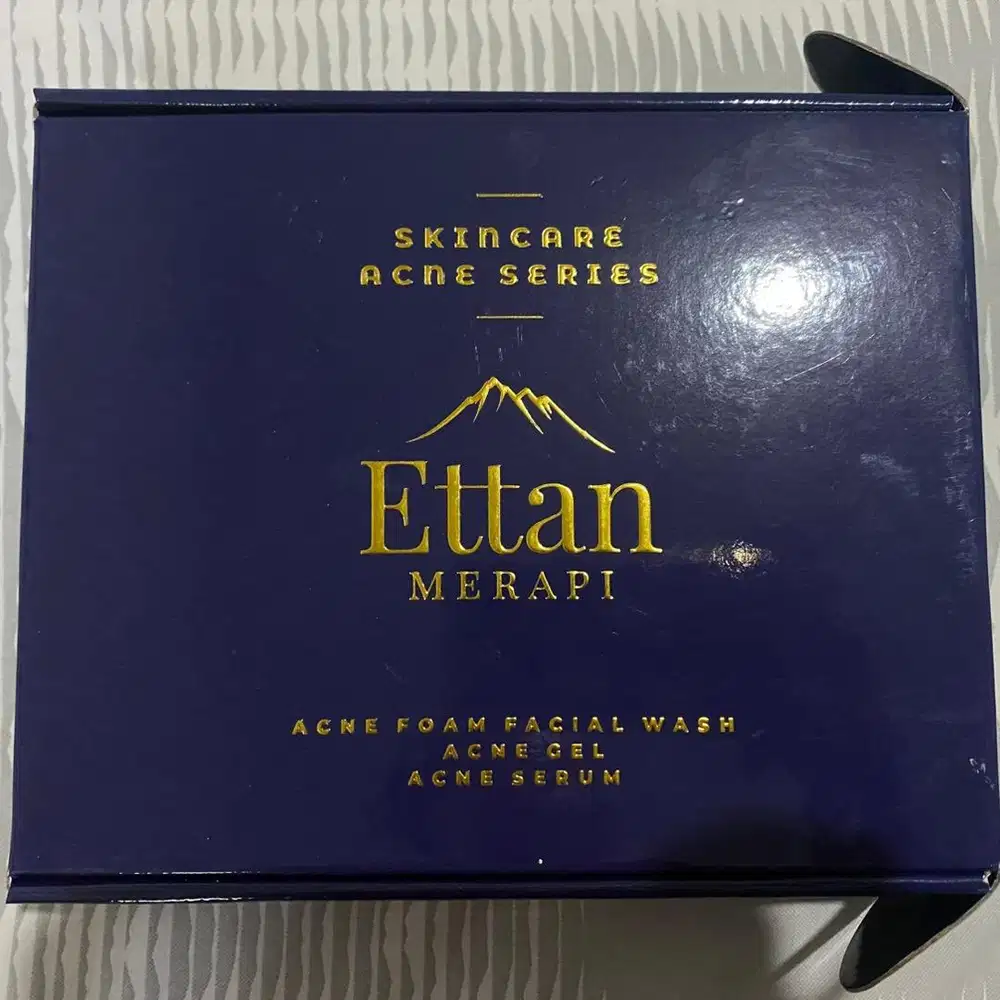 SKINCARE
ACNE SERIES
Ettan
MERAPI
ACNE FOAM FACIAL WASH
ACNE GEL
ACNE SERUM